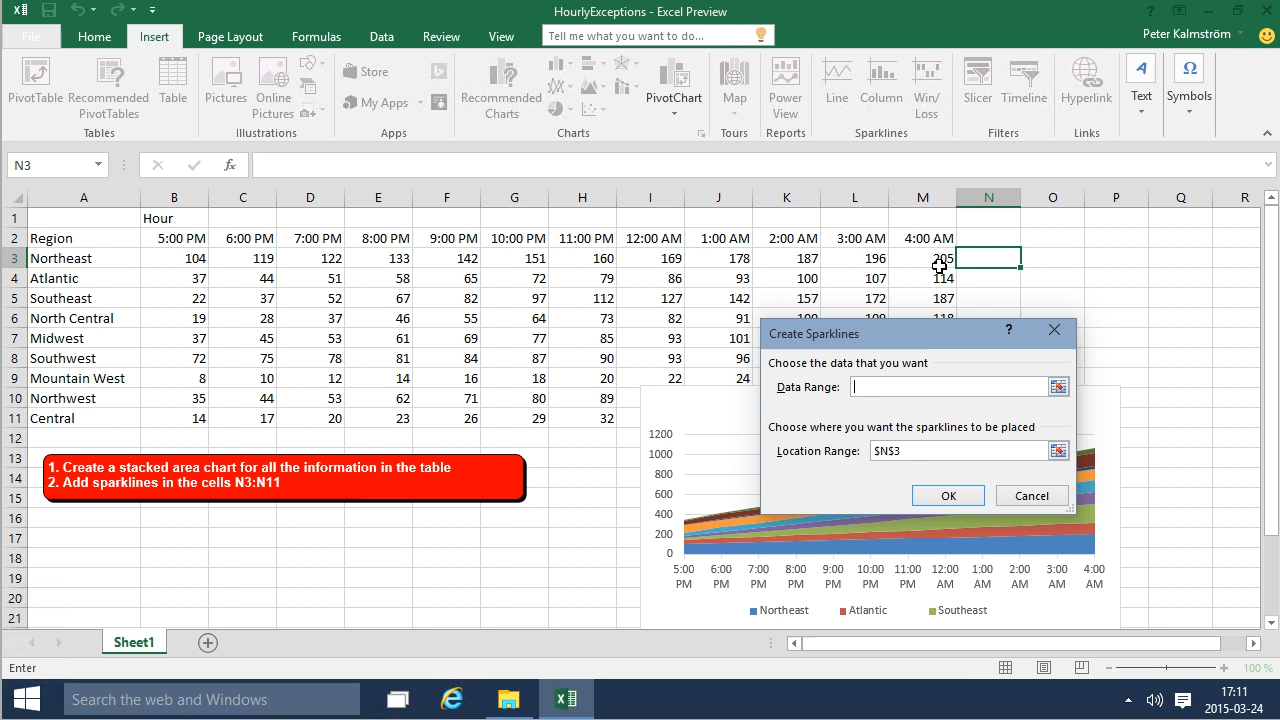 HourlyExceptions - Excel Preview
File Home Insert Page Layout Formulas Data Review View Tell me what you want to do... Peter Kalmström
PivotTable Recommended PivotTables Table Pictures Online Pictures Store My Apps Recommended Charts PivotChart Map Power View Line Column Win/Loss Slicer Timeline Hyperlink Text Symbols
Tables Illustrations Apps Charts Tours Reports Sparklines Filters Links
N3 fx
A B C D E F G H I J K L M N O P Q R
1 Hour
2 Region 5:00 PM 6:00 PM 7:00 PM 8:00 PM 9:00 PM 10:00 PM 11:00 PM 12:00 AM 1:00 AM 2:00 AM 3:00 AM 4:00 AM
3 Northeast 104 119 122 133 142 151 160 169 178 187 196 205
4 Atlantic 37 44 51 58 65 72 79 86 93 100 107 114
5 Southeast 22 37 52 67 82 97 112 127 142 157 172 187
6 North Central 19 28 37 46 55 64 73 82 91
7 Midwest 37 45 53 61 69 77 85 93 101
8 Southwest 72 75 78 81 84 87 90 93 96
9 Mountain West 8 10 12 14 16 18 20 22 24
10 Northwest 35 44 53 62 71 80 89
11 Central 14 17 20 23 26 29 32
12
13
14
15
16
17
18
19
20
21
1. Create a stacked area chart for all the information in the table
2. Add sparklines in the cells N3:N11
Create Sparklines ?
Choose the data that you want
Data Range:
Choose where you want the sparklines to be placed
Location Range: $N$3
OK Cancel
1200
1000
800
600
400
200
0
5:00 PM 6:00 PM 7:00 PM 8:00 PM 9:00 PM 10:00 PM 11:00 PM 12:00 AM 1:00 AM 2:00 AM 3:00 AM 4:00 AM
Northeast Atlantic Southeast
Sheet1
Enter 100 %
Search the web and Windows
17:11
2015-03-24